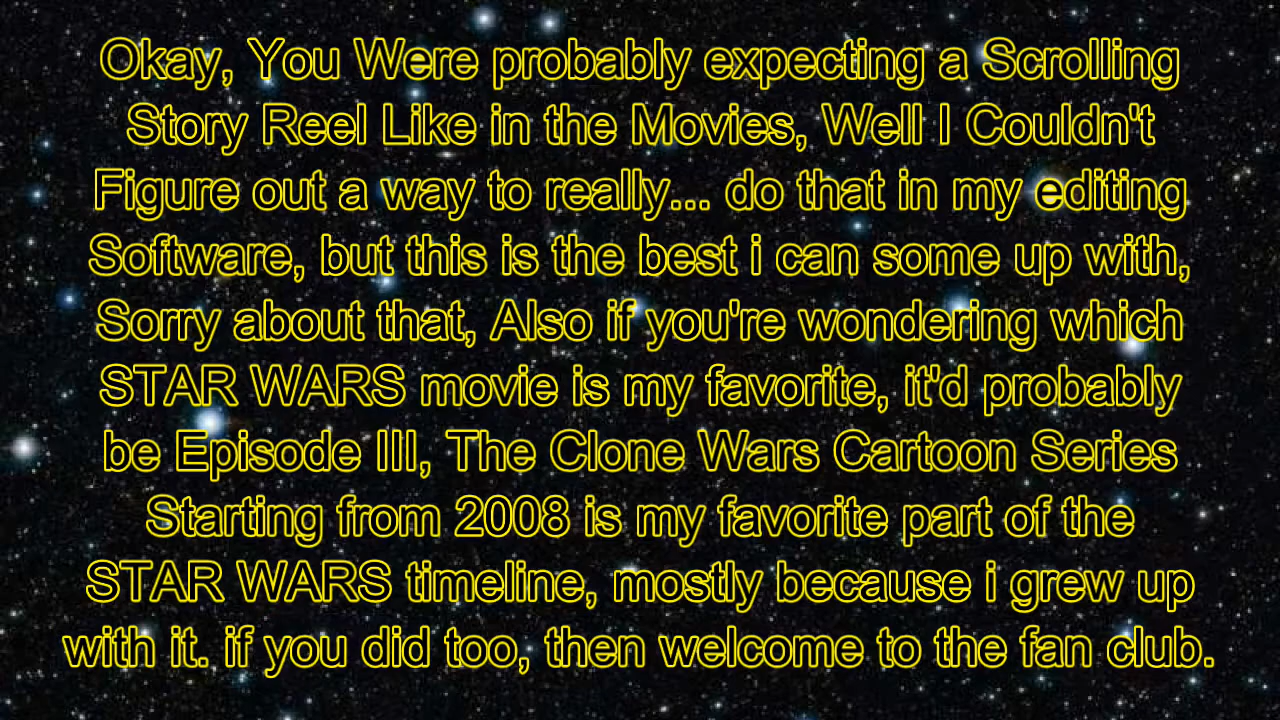 Okay, You Were probably expecting a Scrolling
Story Reel Like in the Movies, Well I Couldn't
Figure out a way to really... do that in my editing
Software, but this is the best i can some up with,
Sorry about that, Also if you're wondering which
STAR WARS movie is my favorite, it'd probably
be Episode III, The Clone Wars Cartoon Series
Starting from 2008 is my favorite part of the
STAR WARS timeline, mostly because i grew up
with it. if you did too, then welcome to the fan club.